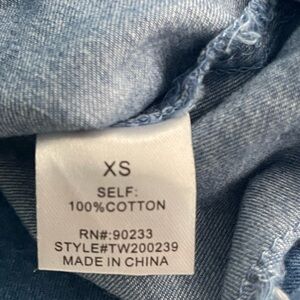 XS
SELF:
100%COTTON
RN#:90233
STYLE#TW200239
MADE IN CHINA